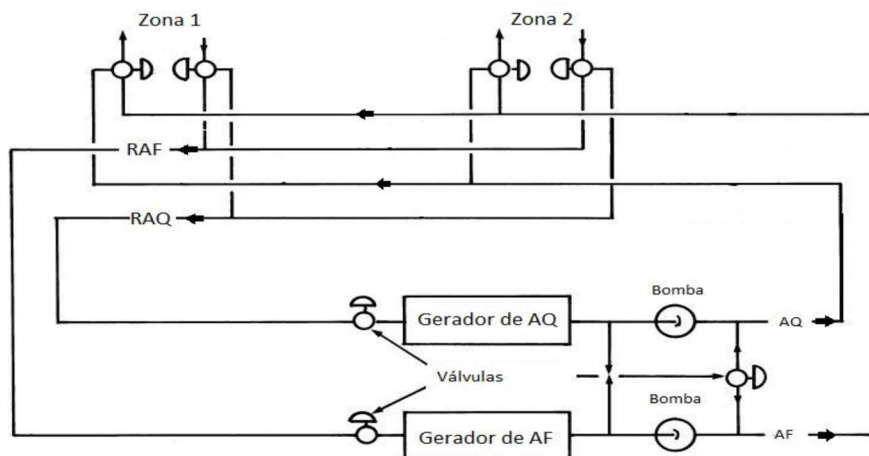 Zona 1
Zona 2
RAF
RAQ
Bomba
Gerador de AQ
AQ
Válvulas
Bomba
Gerador de AF
AF